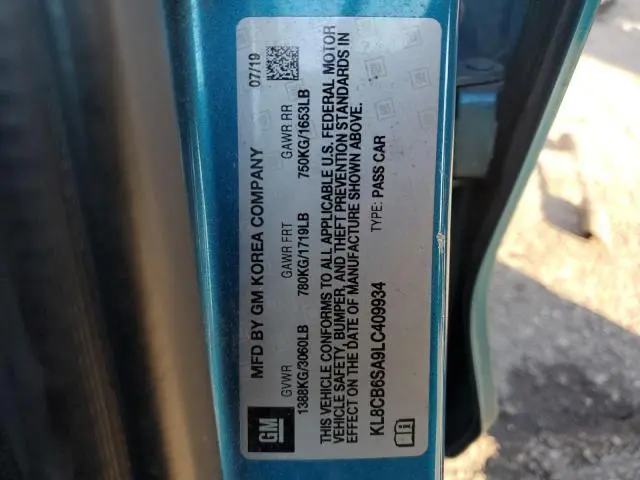 MFD BY GM KOREA COMPANY 07/19
GVWR GAWR FRT GAWR RR
1388KG/3060LB 780KG/1719LB 750KG/1653LB
THIS VEHICLE CONFORMS TO ALL APPLICABLE U.S. FEDERAL MOTOR
VEHICLE SAFETY, BUMPER, AND THEFT PREVENTION STANDARDS IN
EFFECT ON THE DATE OF MANUFACTURE SHOWN ABOVE.
KL8CB6SA9LC409934 TYPE: PASS CAR
GM